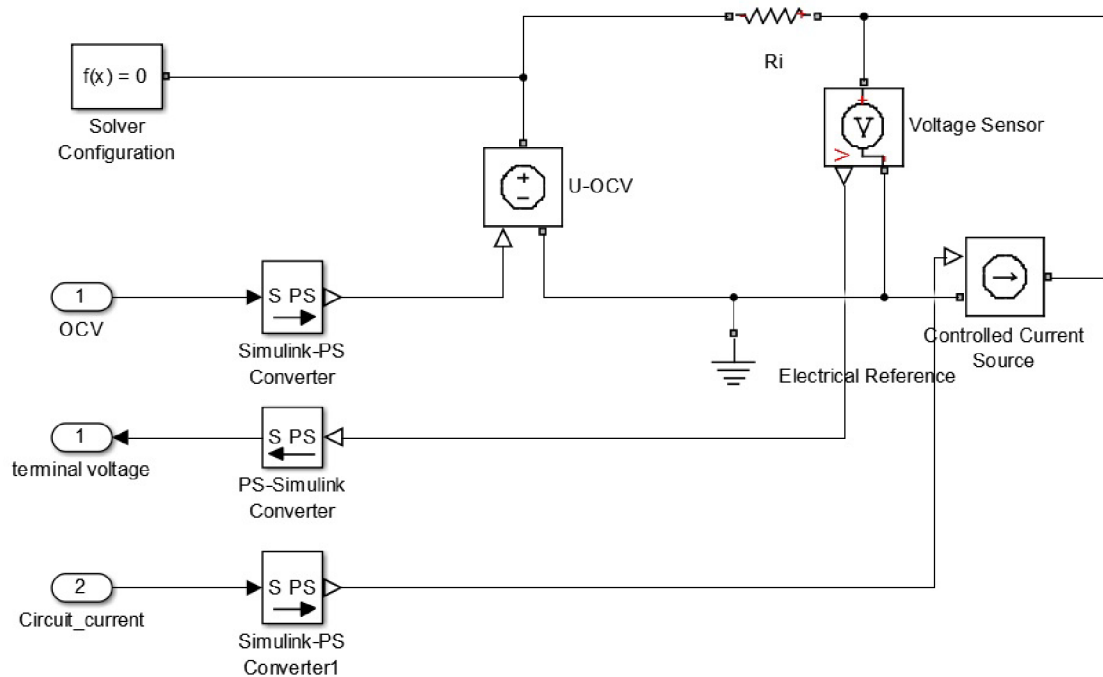 Ri
f(x) = 0
Solver
Configuration
V
V
Voltage Sensor
U-OCV
1
OCV
S PS
Simulink-PS
Converter
Controlled Current
Source
Electrical Reference
1
terminal voltage
S PS
PS-Simulink
Converter
2
Circuit_current
S PS
Simulink-PS
Converter1